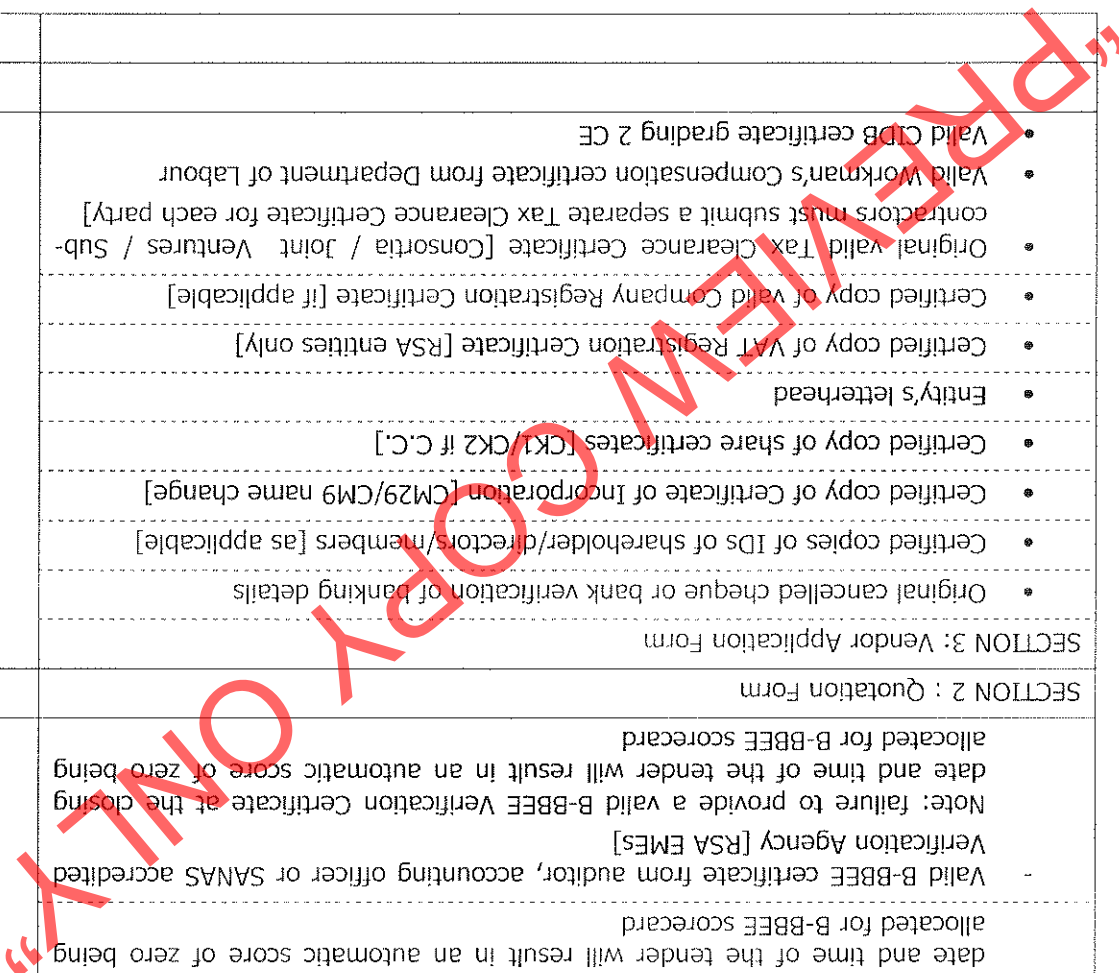 date and time of the tender will result in an automatic score of zero being
allocated for B-BBEE scorecard
- Valid B-BBEE certificate from auditor, accounting officer or SANAS accredited
Verification Agency [RSA EMEs]
Note: failure to provide a valid B-BBEE Verification Certificate at the closing
date and time of the tender will result in an automatic score of zero being
allocated for B-BBEE scorecard
SECTION 2 : Quotation Form
SECTION 3: Vendor Application Form
• Original cancelled cheque or bank verification of banking details
• Certified copies of IDs of shareholder/directors/members [as applicable]
• Certified copy of Certificate of Incorporation [CM29/CM9 name change]
• Certified copy of share certificates [CK1/CK2 if C.C.]
• Entity's letterhead
• Certified copy of VAT Registration Certificate [RSA entities only]
• Certified copy of valid Company Registration Certificate [if applicable]
• Original valid Tax Clearance Certificate [Consortia / Joint Ventures / Sub-
contractors must submit a separate Tax Clearance Certificate for each party]
• Valid Workman's Compensation certificate from Department of Labour
• Valid CIDB certificate grading 2 CE
"PREVIEW COPY ONLY"